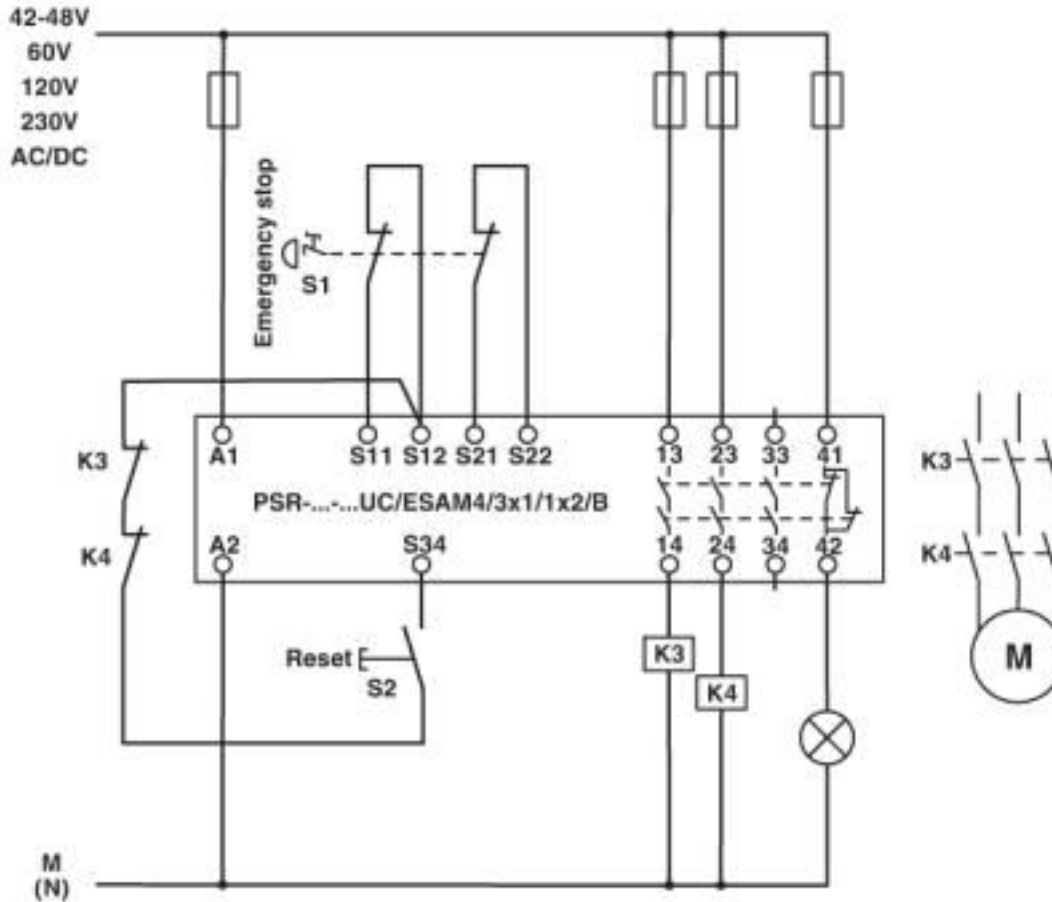 42-48V
60V
120V
230V
AC/DC
Emergency stop
S1
A1
S11
S12
S21
S22
13
23
33
41
K3
K3
PSR-...-...UC/ESAM4/3x1/1x2/B
K4
A2
S34
14
24
34
42
K4
Reset
S2
K3
K4
M
M
(N)